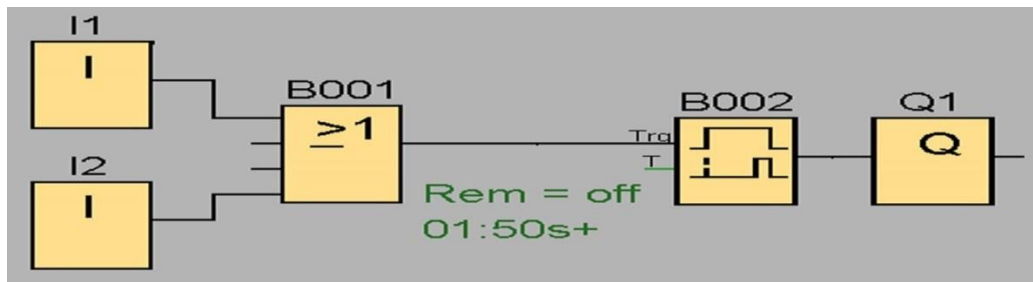 I1
I
B001
≥1
I2
I
Trg
T
B002
Q1
Q
Rem = off
01:50s+